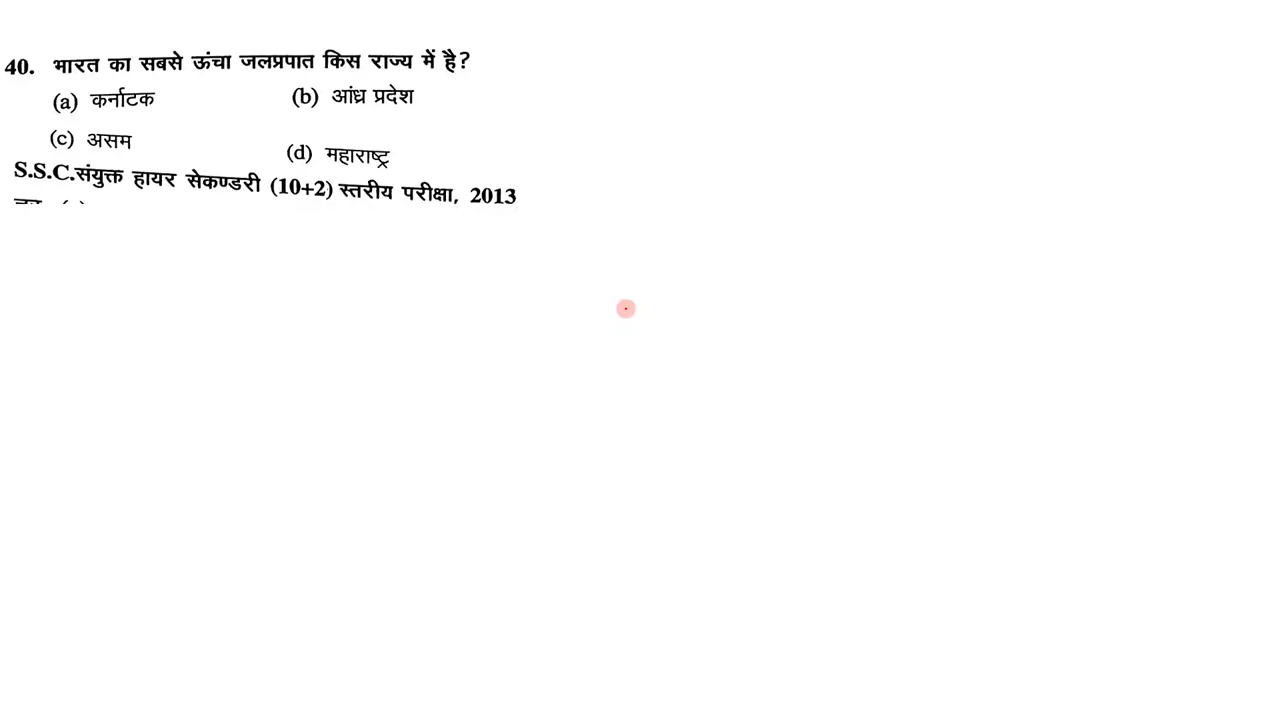 40. भारत का सबसे ऊंचा जलप्रपात किस राज्य में है?
(a) कर्नाटक (b) आंध्र प्रदेश
(c) असम (d) महाराष्ट्र
S.S.C.संयुक्त हायर सेकण्डरी (10+2) स्तरीय परीक्षा, 2013